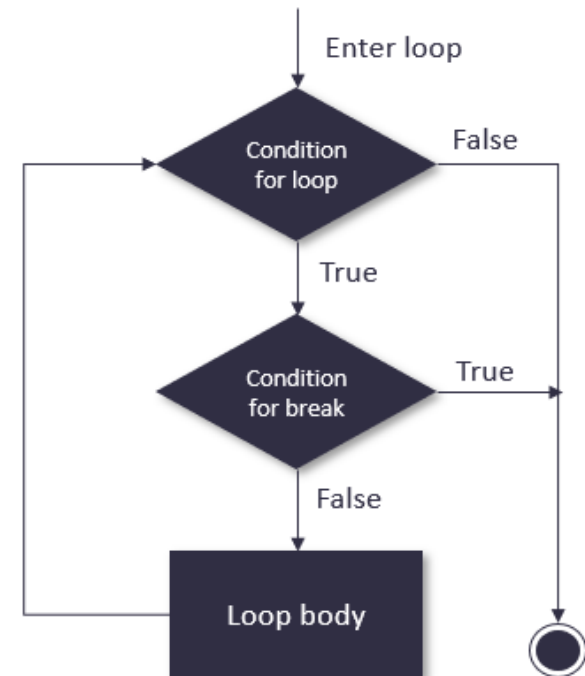 Enter loop
Condition
for loop
False
True
Condition
for break
True
False
Loop body